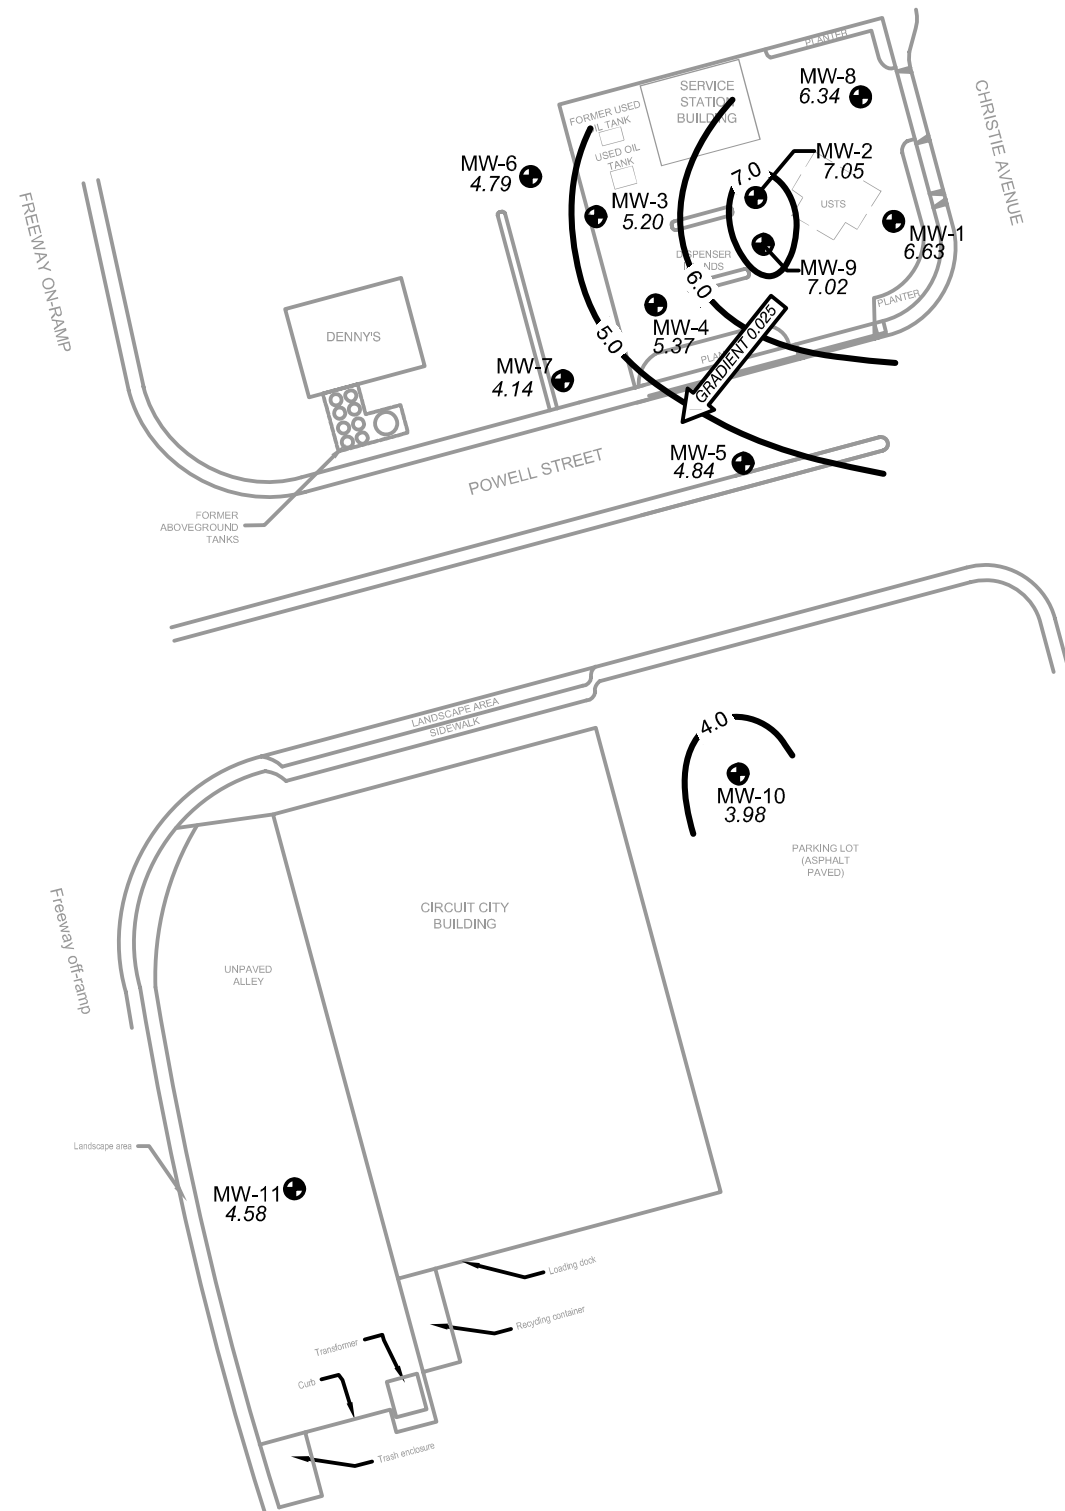 PLANTER
MW-8
6.34
SERVICE
STATION
BUILDING
FORMER USED
IL TANK
USED OIL
TANK
CHRISTIE AVENUE
MW-6
4.79
MW-2
7.05
7.0
MW-3
5.20
USTS
MW-1
6.63
FREEWAY ON-RAMP
DISPENSER
NDS
MW-9
7.02
6.0
PLANTER
MW-4
5.37
5.0
DENNY'S
GRADIENT 0.025
PLAN
MW-7
4.14
MW-5
4.84
POWELL STREET
FORMER
ABOVEGROUND
TANKS
LANDSCAPE AREA
SIDEWALK
4.0
MW-10
3.98
PARKING LOT
(ASPHALT
PAVED)
CIRCUIT CITY
BUILDING
Freeway off-ramp
UNPAVED
ALLEY
Landscape area
MW-11
4.58
Loading dock
Recycling container
Transformer
Curb
Trash enclosure